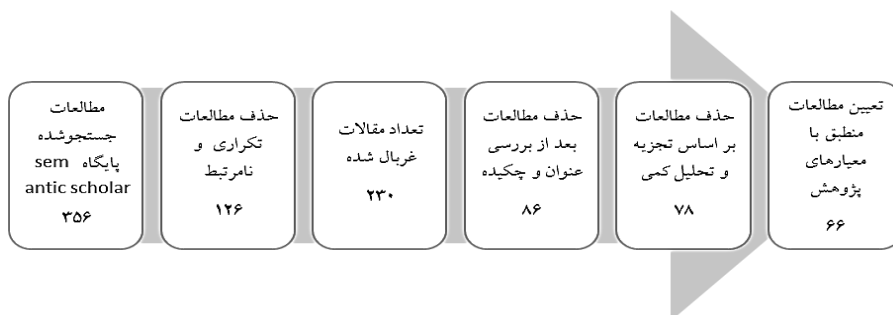 مطالعات
جستجوشده
پایگاه sem
antic scholar
۳۵۶
حذف مطالعات
تکراری و
نامرتبط
۱۲۶
تعداد مقالات
غربال شده
۲۳۰
حذف مطالعات
بعد از بررسی
عنوان و چکیده
۸۶
حذف مطالعات
بر اساس تجزیه
و تحلیل کمی
۷۸
تعیین مطالعات
منطبق با
معیارهای
پژوهش
۶۶